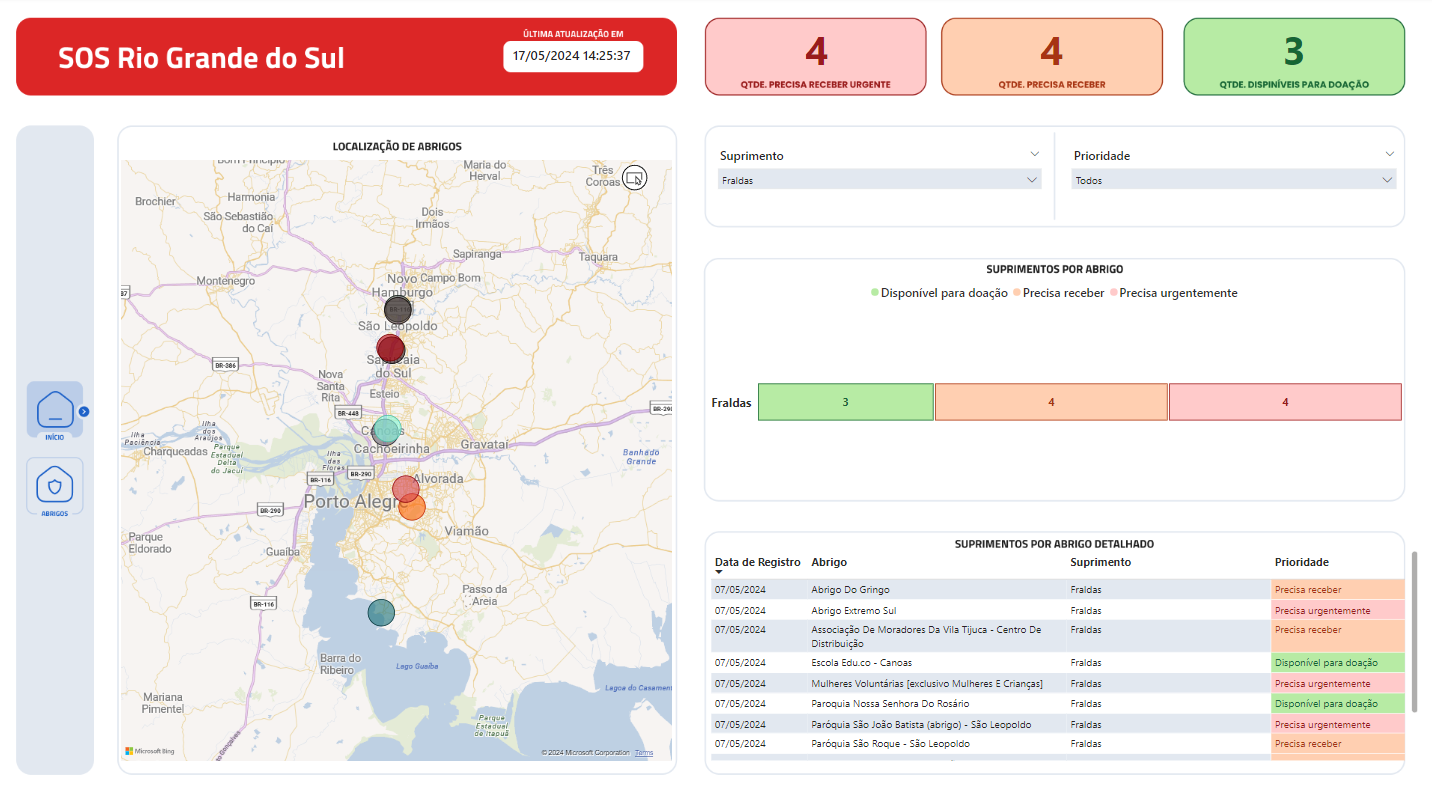 SOS Rio Grande do Sul
ÚLTIMA ATUALIZAÇÃO EM
17/05/2024 14:25:37
4
QTDE. PRECISA RECEBER URGENTE
4
QTDE. PRECISA RECEBER
3
QTDE. DISPINÍVEIS PARA DOAÇÃO
INÍCIO
ABRIGOS
LOCALIZAÇÃO DE ABRIGOS
Maria do
Herval
Três
Coroas
Brochier
Harmonia
São Sebastião
do Caí
Dois
Irmãos
Sapiranga
Taquara
Montenegro
Novo
Hamburgo
Campo Bom
BR-116
São Leopoldo
BR-386
Sapucaia
do Sul
Nova
Santa
Rita
Esteio
BR-448
BR-290
Canoas
Cachoeirinha
Gravataí
Ilha
Paciência
Ilha
dos
Araújos
Charqueadas
Parque
Estadual
Delta
do Jacuí
Ilha
das
Flores
Banhado
Grande
BR-290
BR-116
Alvorada
Porto Alegre
BR-290
Viamão
Parque
Eldorado
Guaíba
BR-116
Passo da
Areia
Barra do
Ribeiro
Lago Guaíba
Lagoa do Casamen
Mariana
Pimentel
Parque
Estadual
de Itapuã
Microsoft Bing
© 2024 Microsoft Corporation Terms
Suprimento
Fraldas
Prioridade
Todos
SUPRIMENTOS POR ABRIGO
Disponível para doação Precisa receber Precisa urgentemente
Fraldas 3 4 4
SUPRIMENTOS POR ABRIGO DETALHADO
Data de Registro Abrigo Suprimento Prioridade
07/05/2024 Abrigo Do Gringo Fraldas Precisa receber
07/05/2024 Abrigo Extremo Sul Fraldas Precisa urgentemente
07/05/2024 Associação De Moradores Da Vila Tijuca - Centro De Fraldas Precisa receber
Distribuição
07/05/2024 Escola Edu.co - Canoas Fraldas Disponível para doação
07/05/2024 Mulheres Voluntárias [exclusivo Mulheres E Crianças] Fraldas Precisa urgentemente
07/05/2024 Paroquia Nossa Senhora Do Rosário Fraldas Disponível para doação
07/05/2024 Paróquia São João Batista (abrigo) - São Leopoldo Fraldas Precisa urgentemente
07/05/2024 Paróquia São Roque - São Leopoldo Fraldas Precisa receber